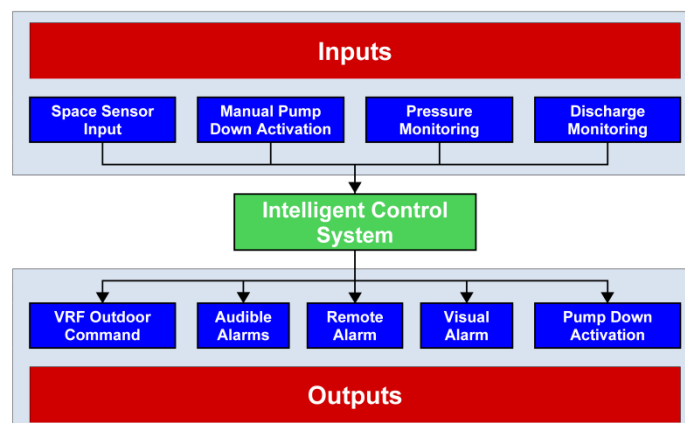 Inputs
Space Sensor
Input
Manual Pump
Down Activation
Pressure
Monitoring
Discharge
Monitoring
Intelligent Control
System
VRF Outdoor
Command
Audible
Alarms
Remote
Alarm
Visual
Alarm
Pump Down
Activation
Outputs